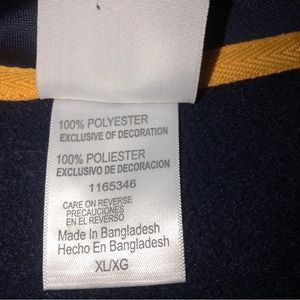 100% POLYESTER
EXCLUSIVE OF DECORATION
100% POLIESTER
EXCLUSIVO DE DECORACION
1165346
CARE ON REVERSE
PRECAUCIONES
EN EL REVERSO
Made In Bangladesh
Hecho En Bangladesh
XL/XG